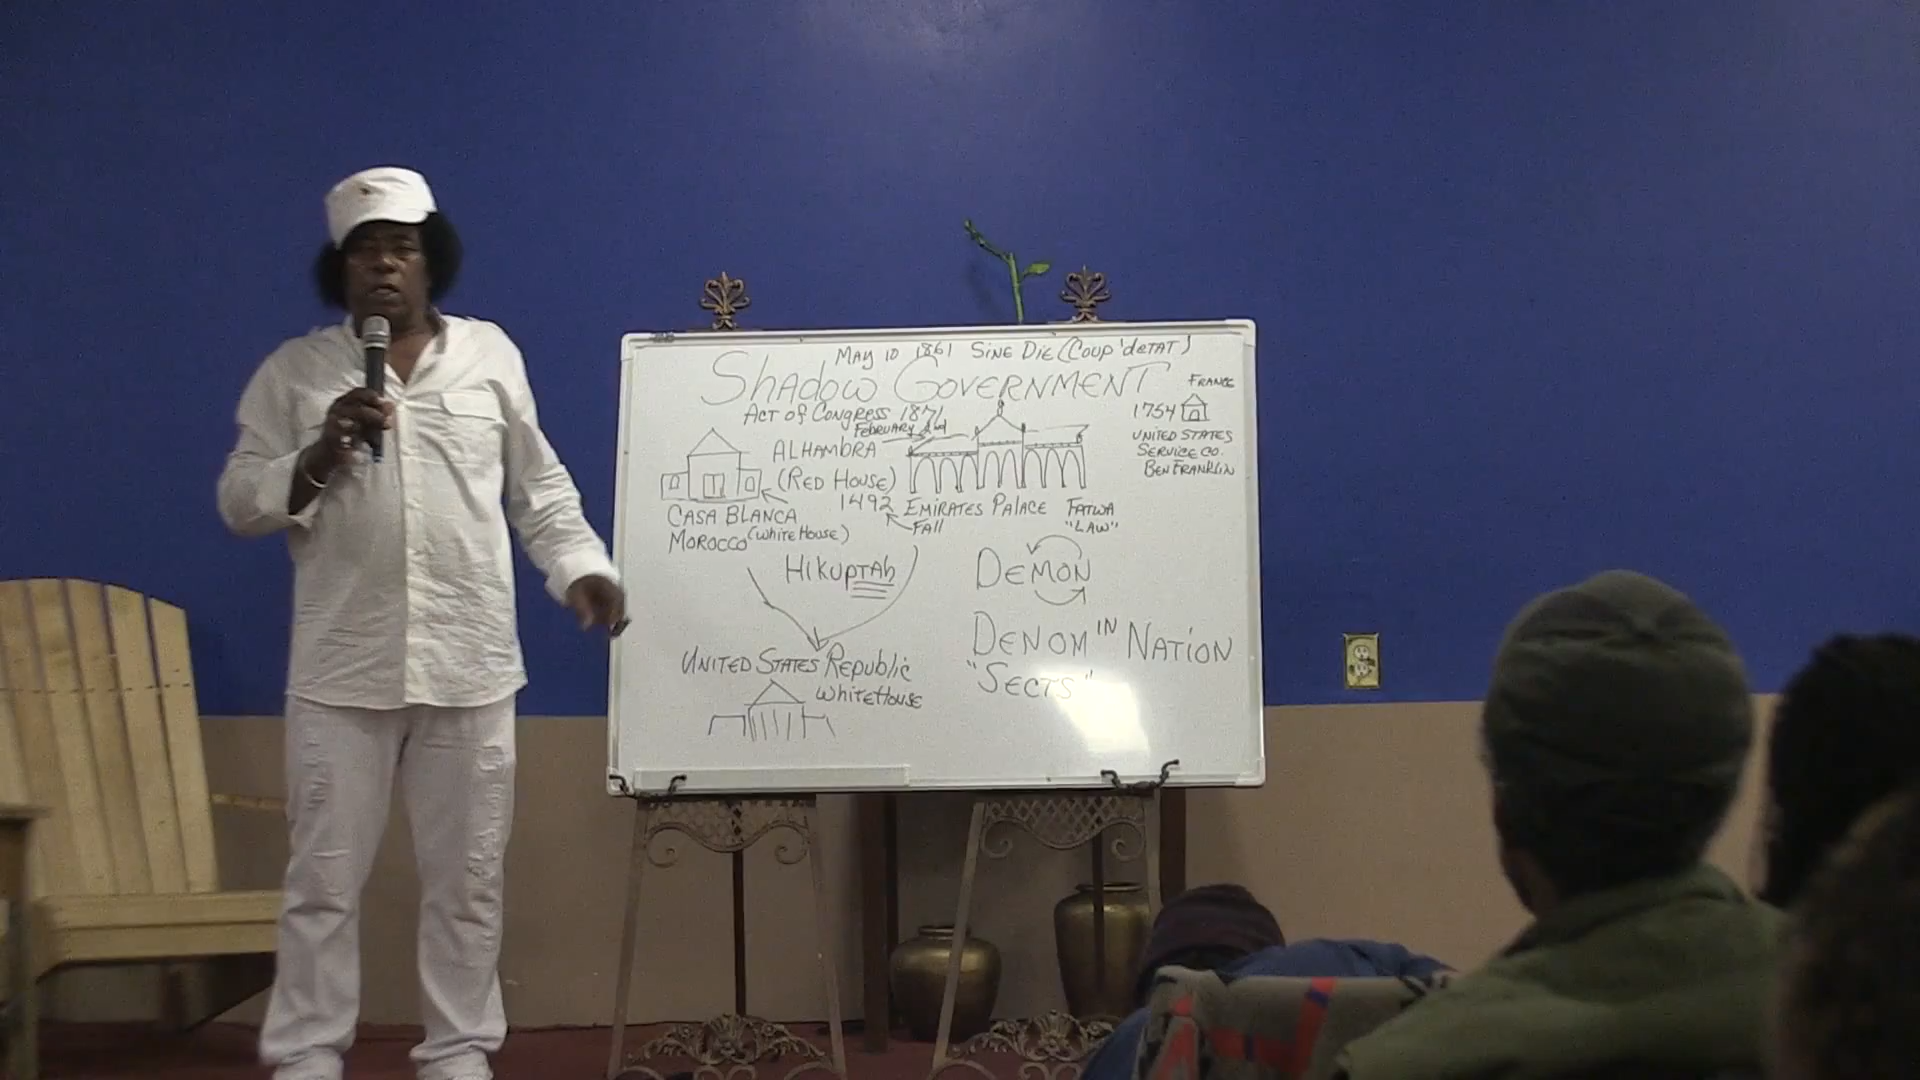 MAY 10 1861 SINE DIE (COUP 'deTAT)
SHADOW GOVERNMENT
ACT OF CONGRESS 1871
FEBRUARY 2nd
FRANCE
1754
UNITED STATES
SERVICE CO.
BEN FRANKLIN
ALHAMBRA
(RED HOUSE)
1492
FALL
CASA BLANCA
MOROCCO (WHITE HOUSE)
EMIRATES PALACE
FATWA
"LAW"
HIKUPTAH
DEMON
DENOM IN NATION
"SECTS"
UNITED STATES REPUBLIC
WHITEHOUSE